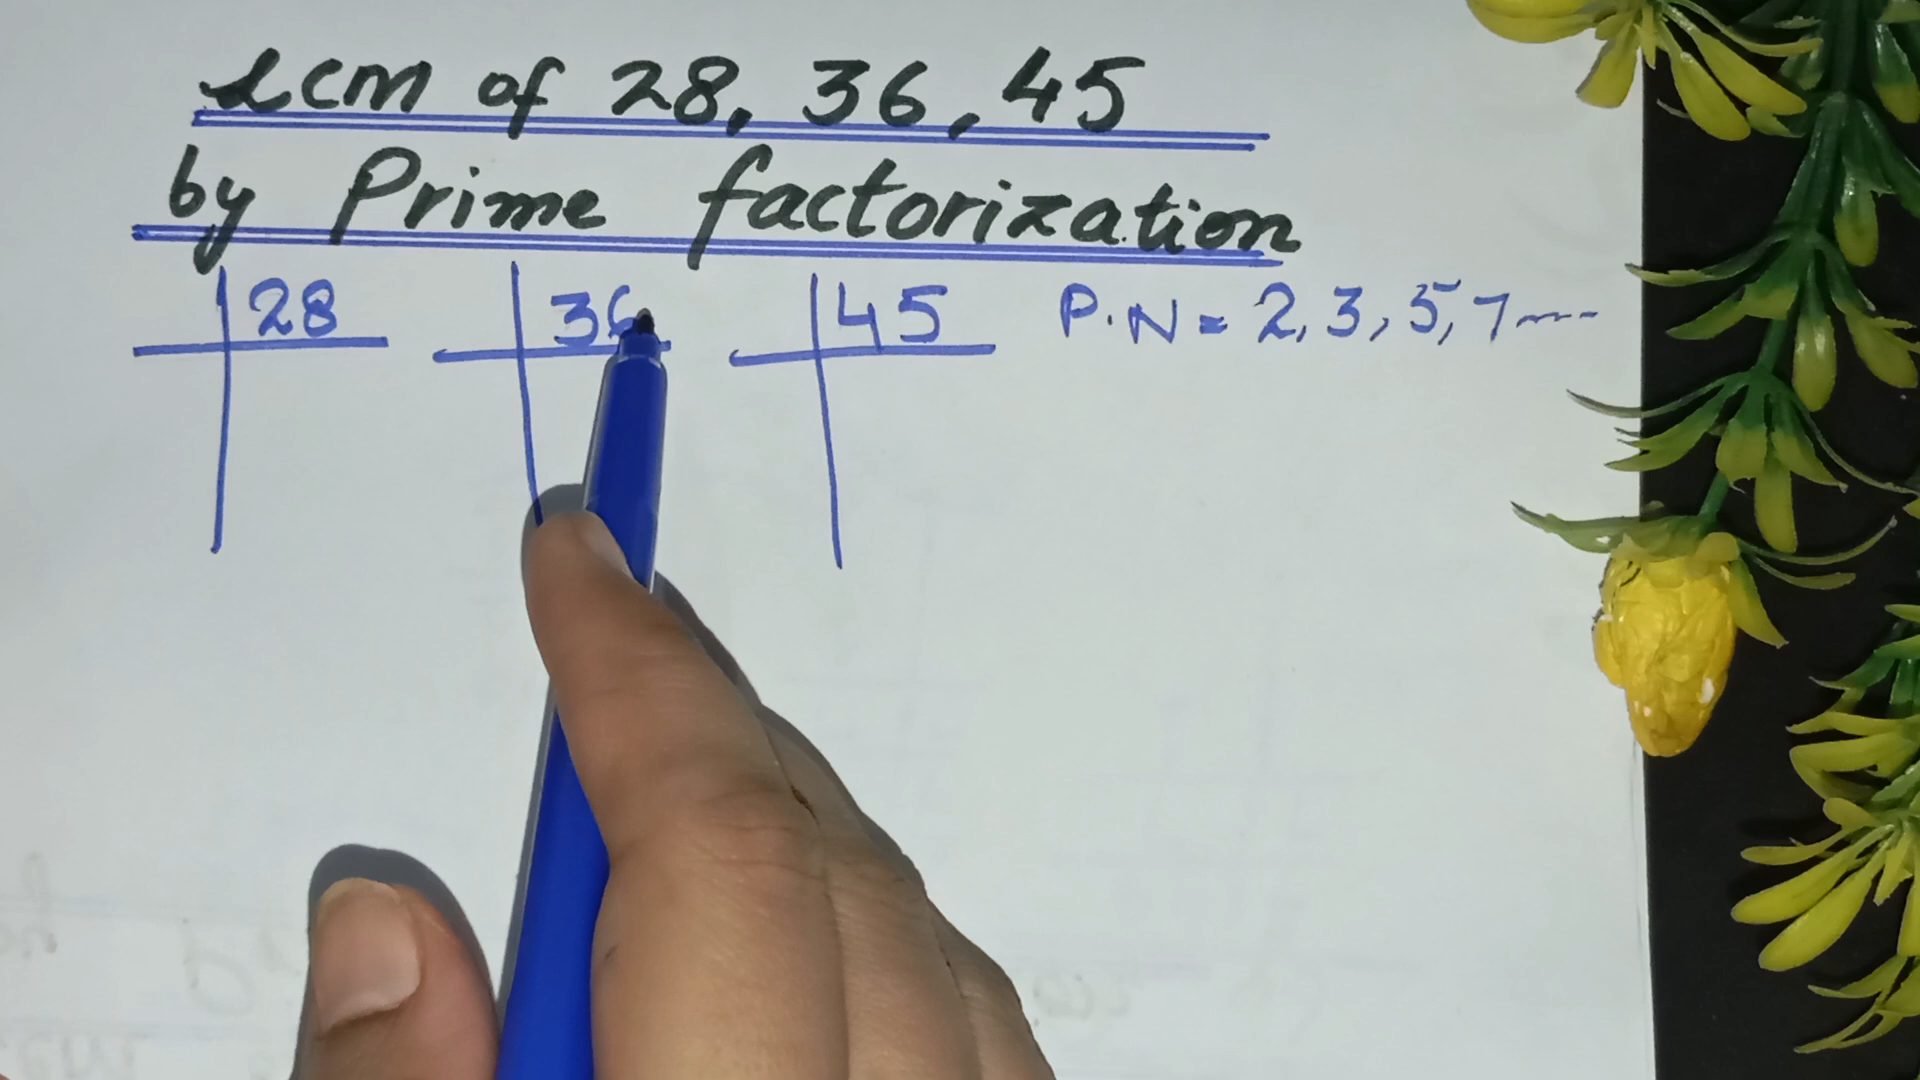 LCM of 28, 36, 45
by Prime factorization
28 36 45 P.N = 2, 3, 5, 7----